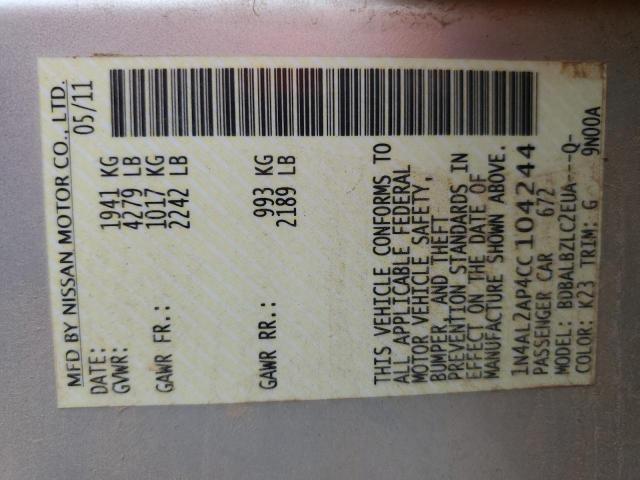 MFD BY NISSAN MOTOR CO., LTD.
DATE: 05/11
GVWR: 1941 KG
4279 LB
GAWR FR.: 1017 KG
2242 LB
GAWR RR.: 993 KG
2189 LB
THIS VEHICLE CONFORMS TO
ALL APPLICABLE FEDERAL
MOTOR VEHICLE SAFETY,
BUMPER, AND THEFT
PREVENTION STANDARDS IN
EFFECT ON THE DATE OF
MANUFACTURE SHOWN ABOVE.
1N4AL2AP4CC104244
PASSENGER CAR 672
MODEL: BDBALBZLC2EUA---Q-
COLOR: K23 TRIM: G 9N00A